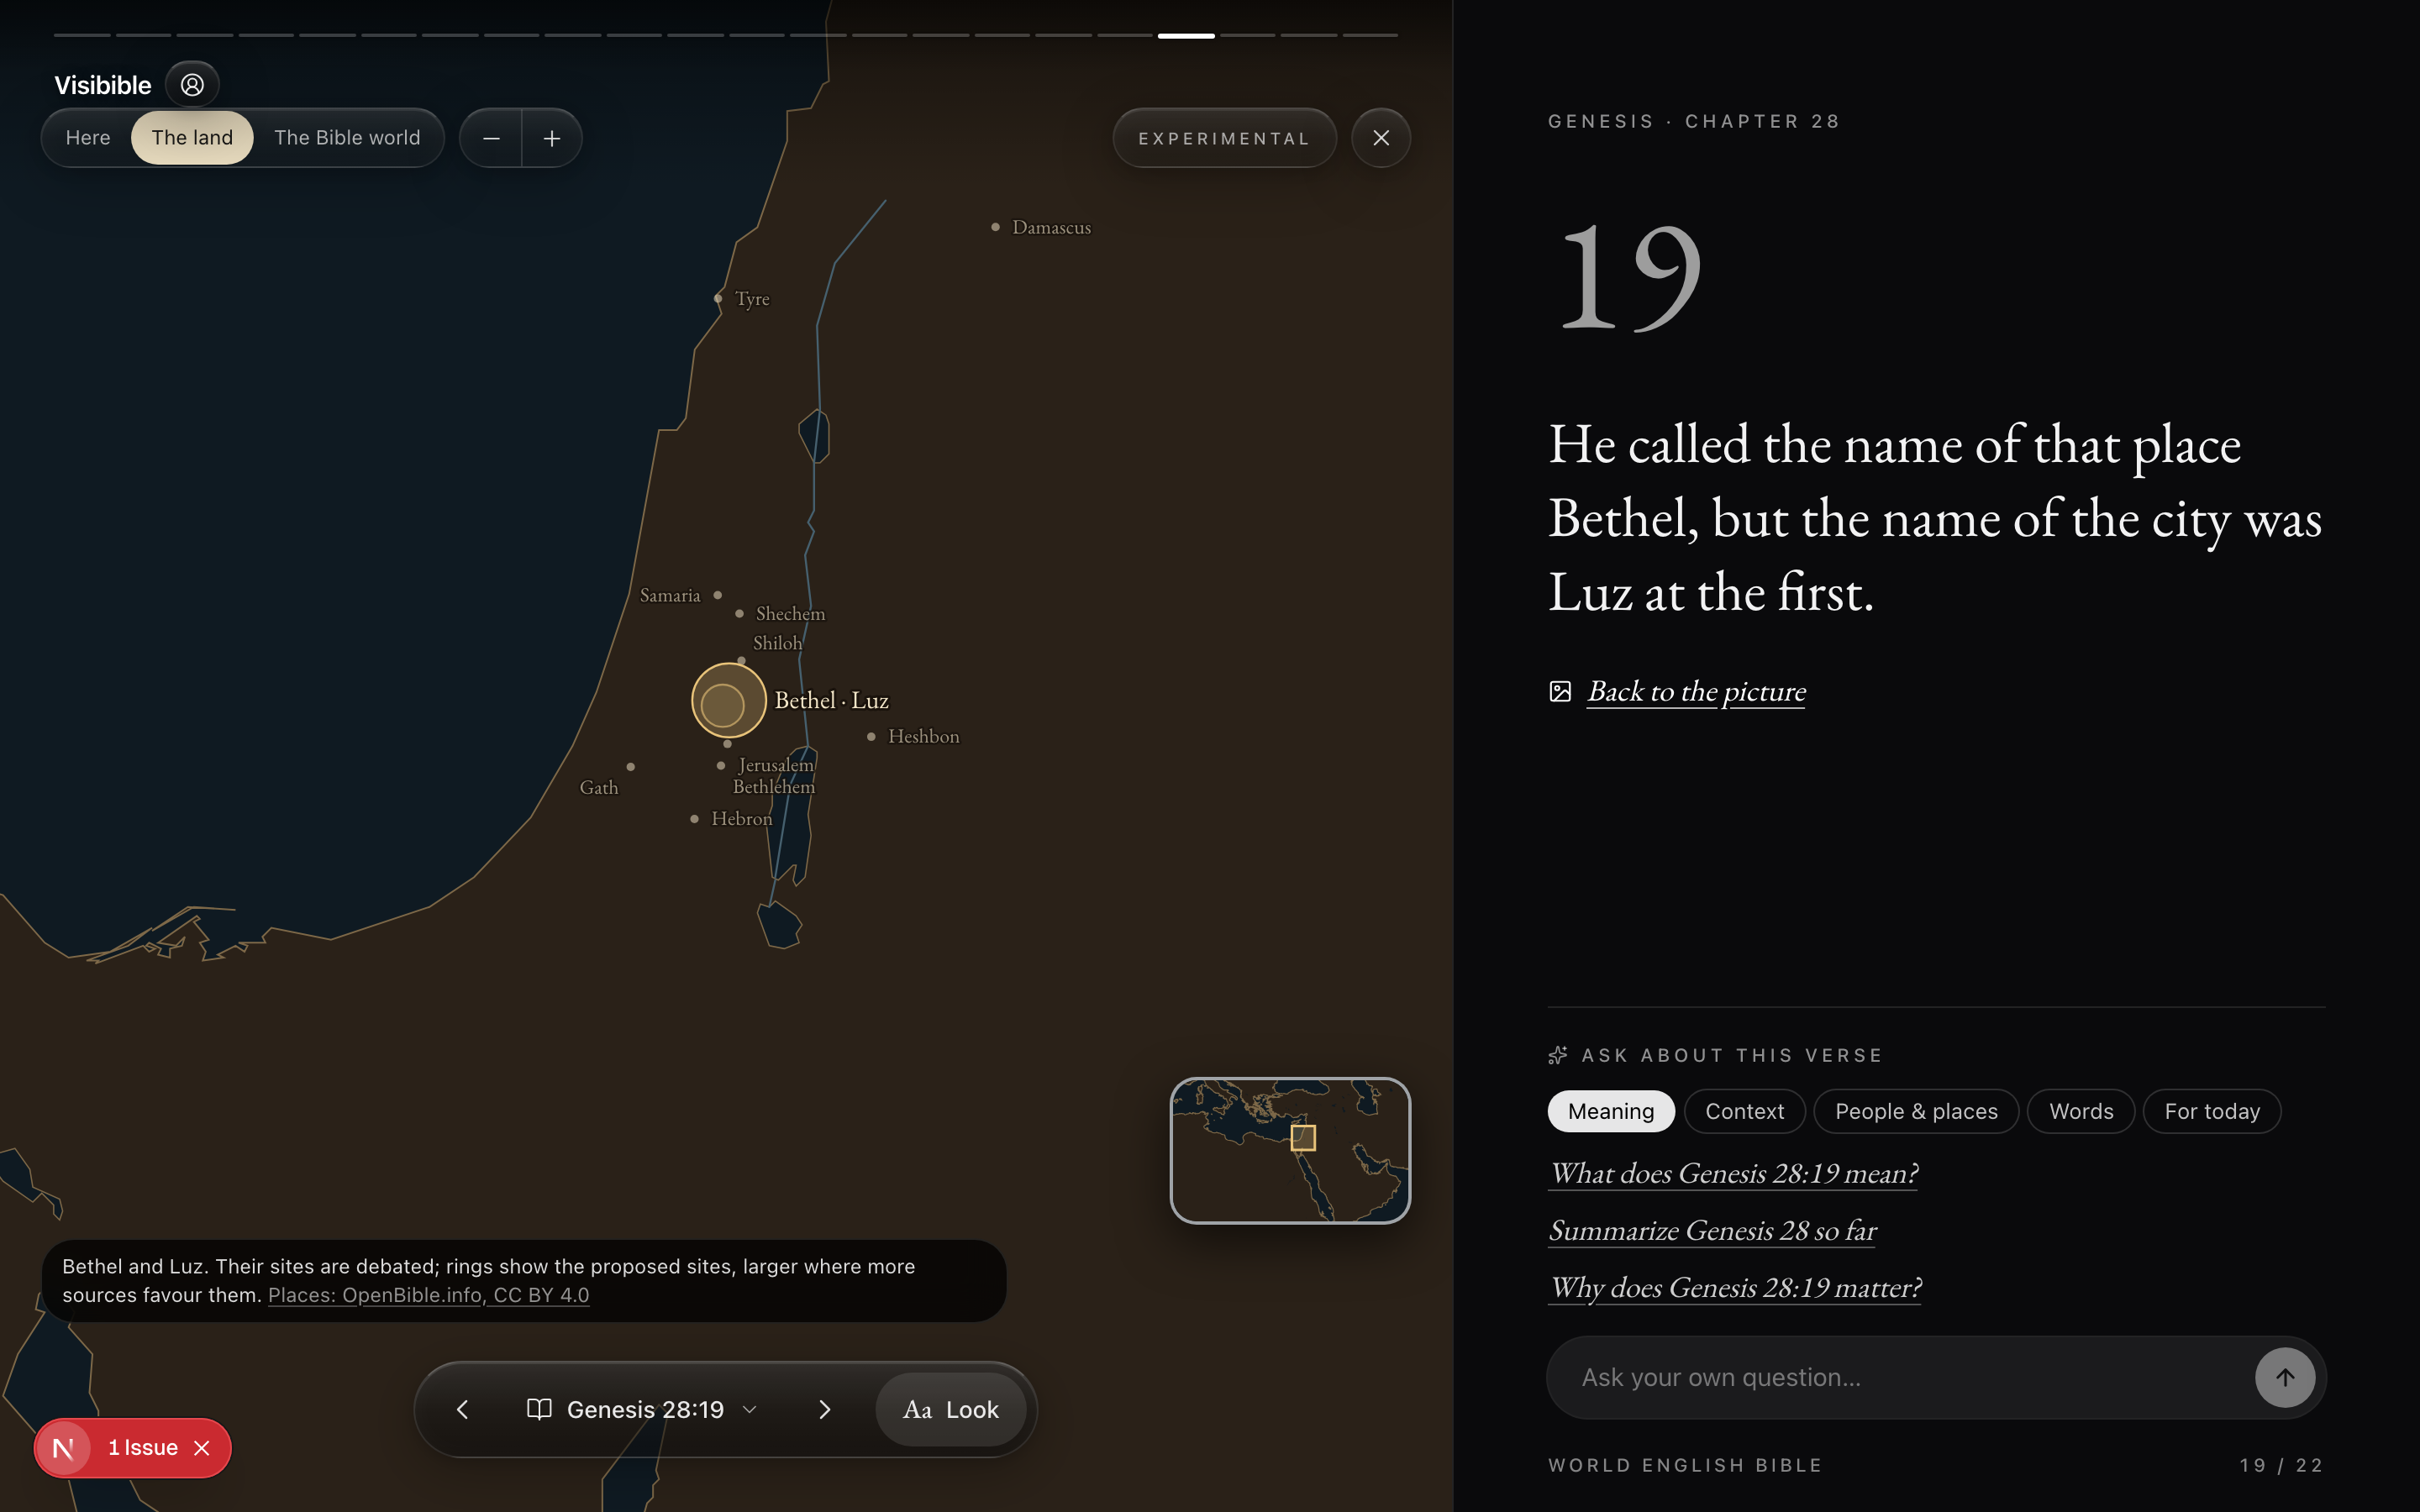 Visibible
Here The land The Bible world − +
EXPERIMENTAL
Damascus
Tyre
Samaria
Shechem
Shiloh
Bethel · Luz
Heshbon
Jerusalem
Gath
Bethlehem
Hebron
Bethel and Luz. Their sites are debated; rings show the proposed sites, larger where more
sources favour them. Places: OpenBible.info, CC BY 4.0
Genesis 28:19
Aa Look
N 1 Issue
GENESIS · CHAPTER 28
19
He called the name of that place
Bethel, but the name of the city was
Luz at the first.
Back to the picture
ASK ABOUT THIS VERSE
Meaning Context People & places Words For today
What does Genesis 28:19 mean?
Summarize Genesis 28 so far
Why does Genesis 28:19 matter?
Ask your own question...
WORLD ENGLISH BIBLE 19 / 22